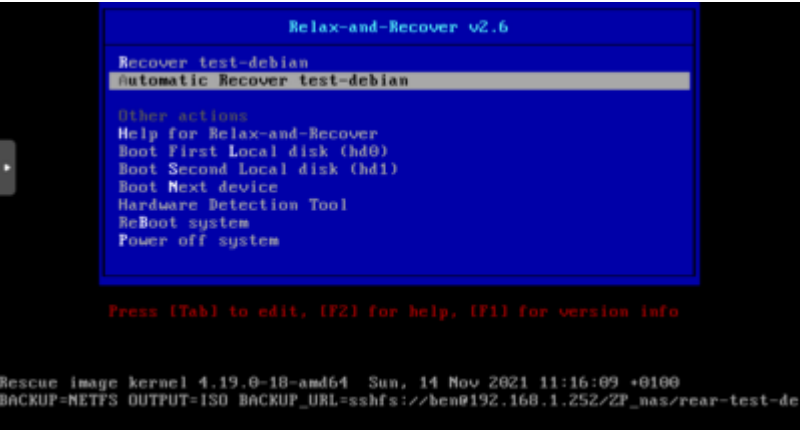 Relax-and-Recover v2.6
Recover test-debian
Automatic Recover test-debian
Other actions
Help for Relax-and-Recover
Boot First Local disk (hd0)
Boot Second Local disk (hd1)
Boot Next device
Hardware Detection Tool
ReBoot system
Power off system
Press [Tab] to edit, [F2] for help, [F1] for version info
Rescue image kernel 4.19.0-18-amd64  Sun, 14 Nov 2021 11:16:09 +0100
BACKUP=NETFS OUTPUT=ISO BACKUP_URL=sshfs://ben@192.168.1.252/ZP_nas/rear-test-de